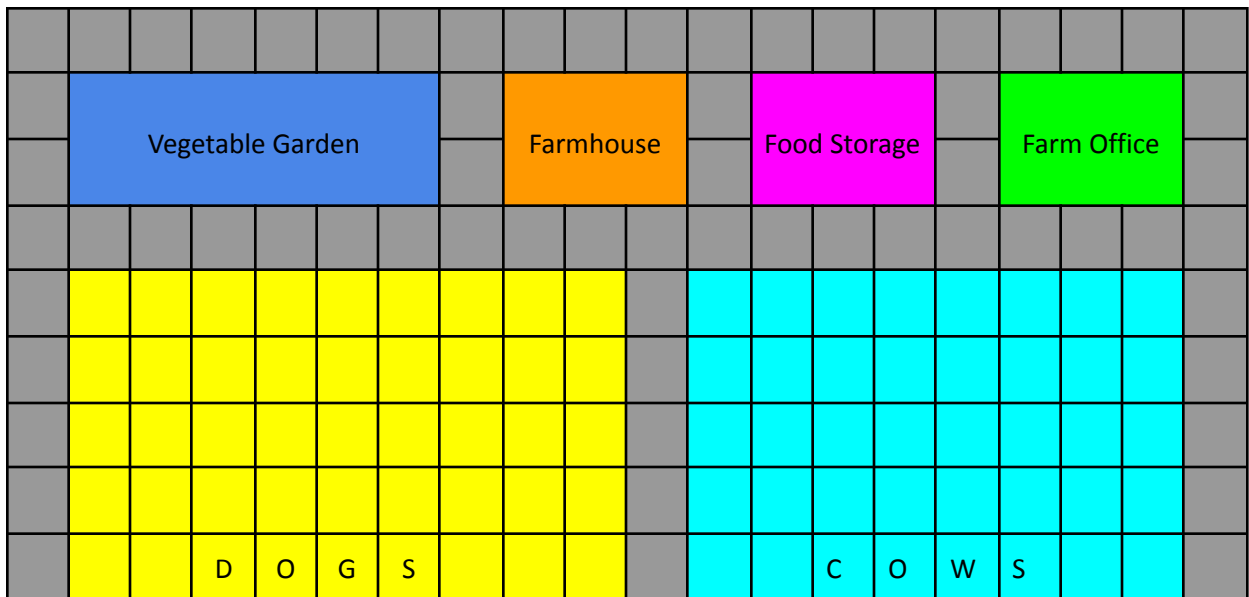 Vegetable Garden
Farmhouse
Food Storage
Farm Office
D O G S
C O W S